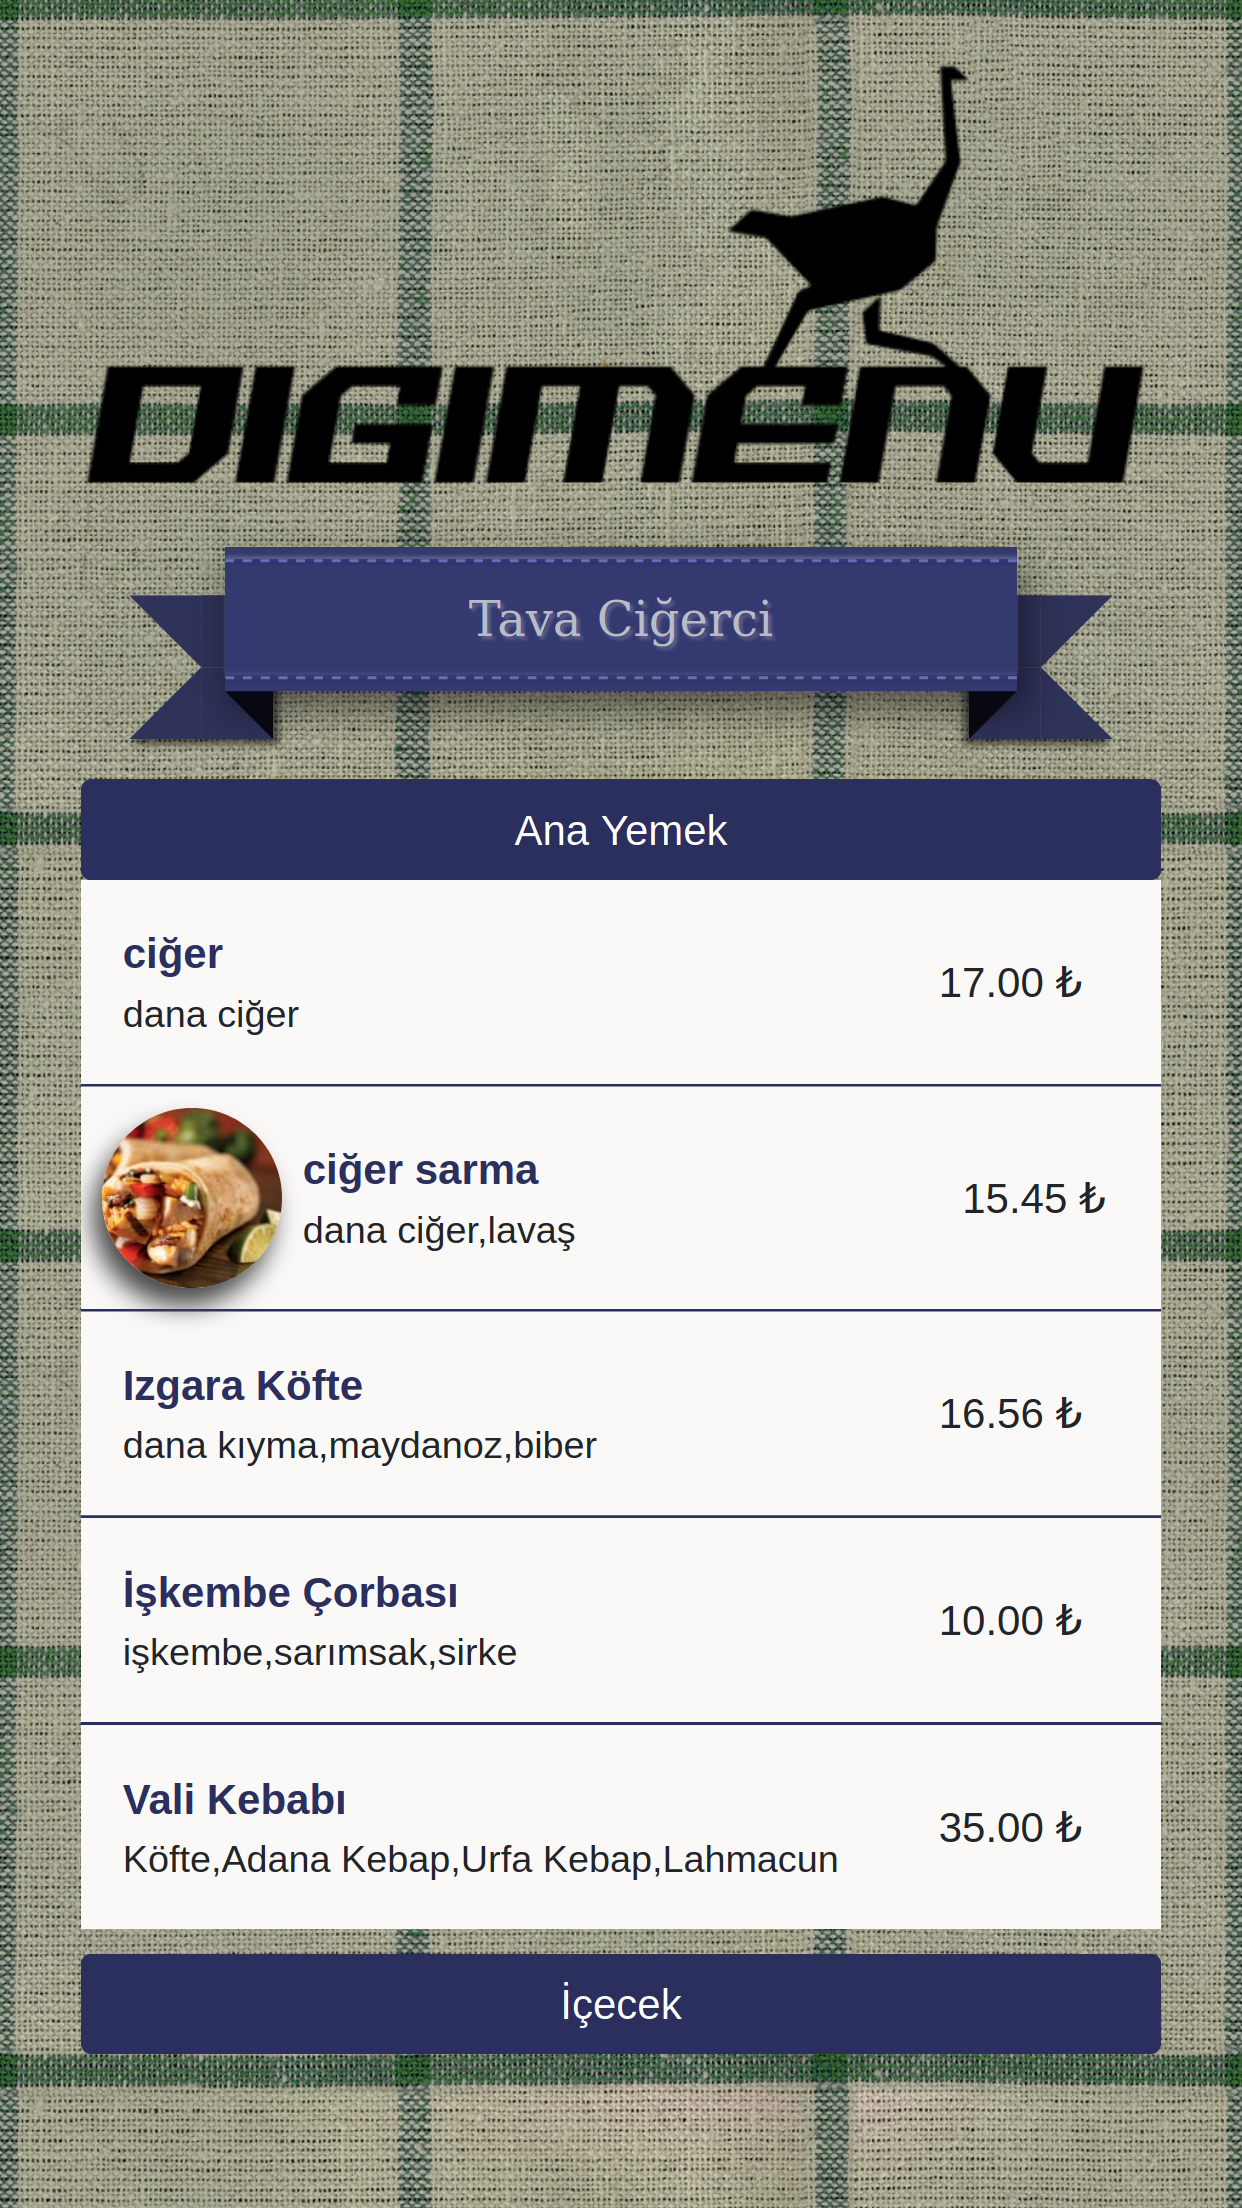 DIGIMENU
Tava Ciğerci
Ana Yemek
ciğer
dana ciğer
17.00 ₺
ciğer sarma
dana ciğer,lavaş
15.45 ₺
Izgara Köfte
dana kıyma,maydanoz,biber
16.56 ₺
İşkembe Çorbası
işkembe,sarımsak,sirke
10.00 ₺
Vali Kebabı
Köfte,Adana Kebap,Urfa Kebap,Lahmacun
35.00 ₺
İçecek